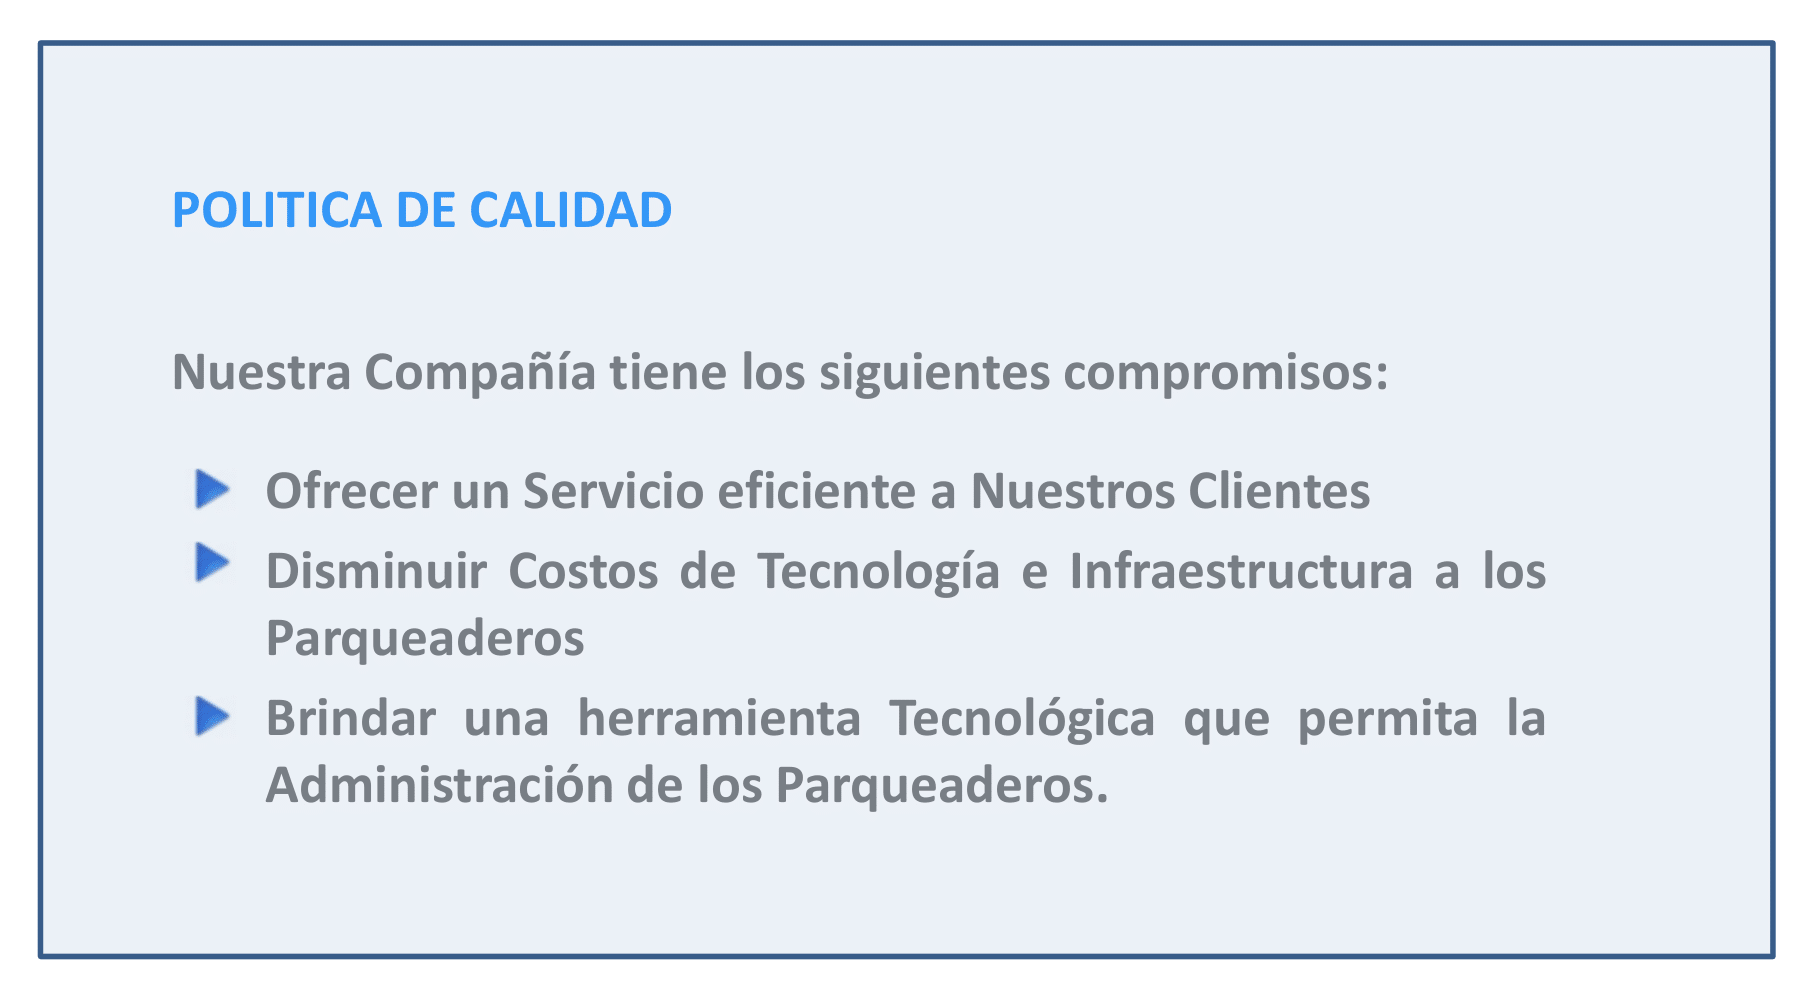 POLITICA DE CALIDAD
Nuestra Compañía tiene los siguientes compromisos:
Ofrecer un Servicio eficiente a Nuestros Clientes
Disminuir Costos de Tecnología e Infraestructura a los
Parqueaderos
Brindar una herramienta Tecnológica que permita la
Administración de los Parqueaderos.